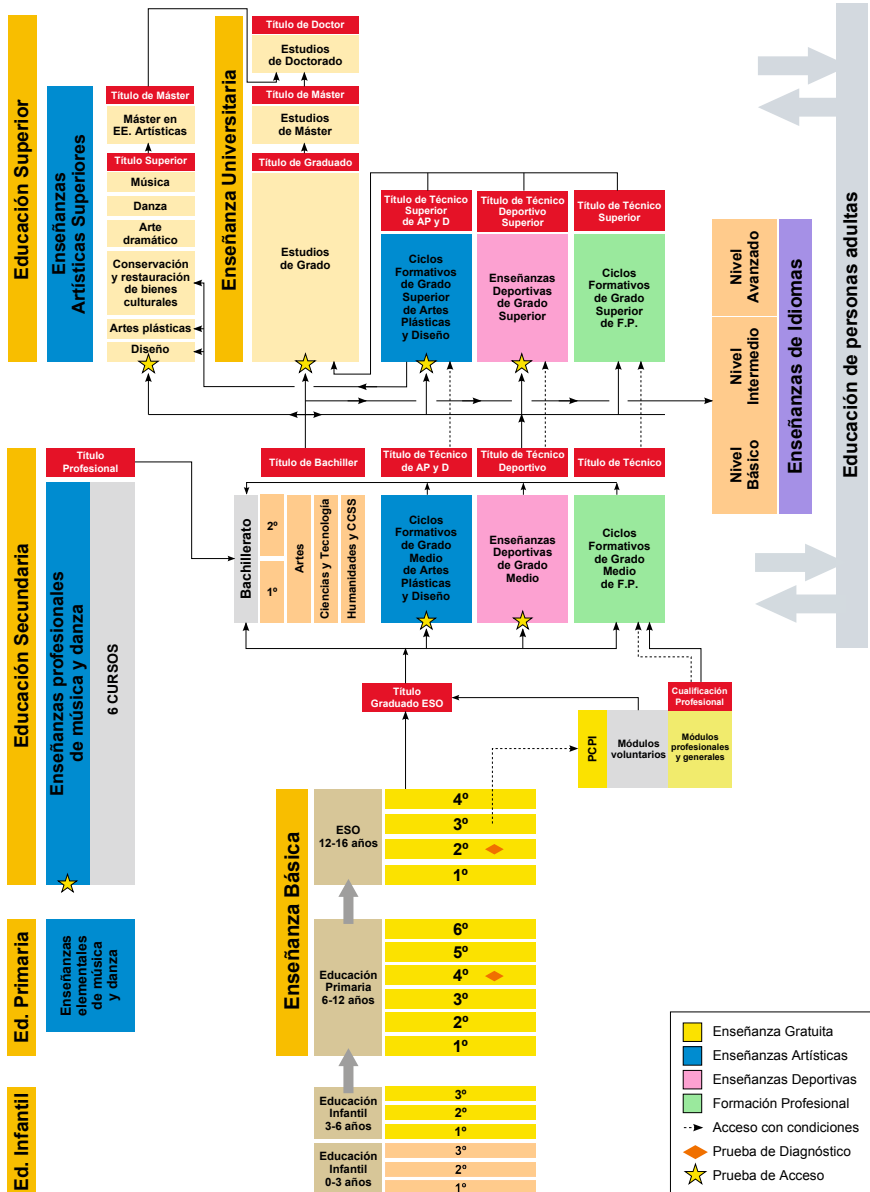 Educación Superior
Enseñanzas
Artísticas Superiores
Título de Máster
Máster en
EE. Artísticas
Título Superior
Música
Danza
Arte
dramático
Conservación
y restauración
de bienes
culturales
Artes plásticas
Diseño
Enseñanza Universitaria
Título de Doctor
Estudios
de Doctorado
Título de Máster
Estudios
de Máster
Título de Graduado
Estudios
de Grado
Título de Técnico
Superior
de AP y D
Ciclos
Formativos
de Grado
Superior
de Artes
Plásticas
y Diseño
Título de Técnico
Deportivo
Superior
Enseñanzas
Deportivas
de Grado
Superior
Título de Técnico
Superior
Ciclos
Formativos
de Grado
Superior
de F.P.
Nivel
Avanzado
Nivel
Intermedio
Nivel
Básico
Enseñanzas de Idiomas
Educación de personas adultas
Educación Secundaria
Título
Profesional
Enseñanzas profesionales
de música y danza
6 CURSOS
Título de Bachiller
Bachillerato
2º
1º
Artes
Ciencias y Tecnología
Humanidades y CCSS
Título de Técnico
de AP y D
Ciclos
Formativos
de Grado
Medio
de Artes
Plásticas
y Diseño
Título de Técnico
Deportivo
Enseñanzas
Deportivas
de Grado
Medio
Título de Técnico
Ciclos
Formativos
de Grado
Medio
de F.P.
Título
Graduado ESO
PCPI
Módulos
voluntarios
Cualificación
Profesional
Módulos
profesionales
y generales
Enseñanza Básica
ESO
12-16 años
4º
3º
2º
1º
Ed. Primaria
Enseñanzas
elementales
de música
y danza
Educación
Primaria
6-12 años
6º
5º
4º
3º
2º
1º
Ed. Infantil
Educación
Infantil
3-6 años
3º
2º
1º
Educación
Infantil
0-3 años
3º
2º
1º
Enseñanza Gratuita
Enseñanzas Artísticas
Enseñanzas Deportivas
Formación Profesional
Acceso con condiciones
Prueba de Diagnóstico
Prueba de Acceso